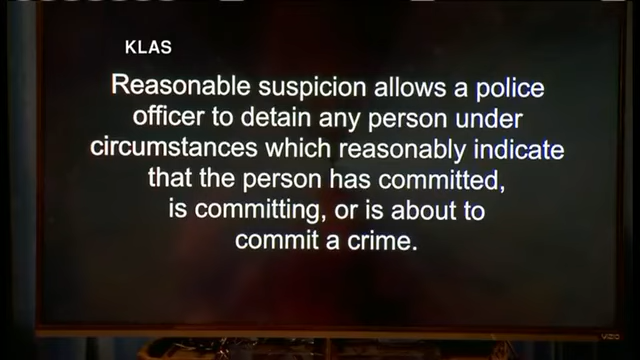 KLAS
Reasonable suspicion allows a police
officer to detain any person under
circumstances which reasonably indicate
that the person has committed,
is committing, or is about to
commit a crime.
VIZIO